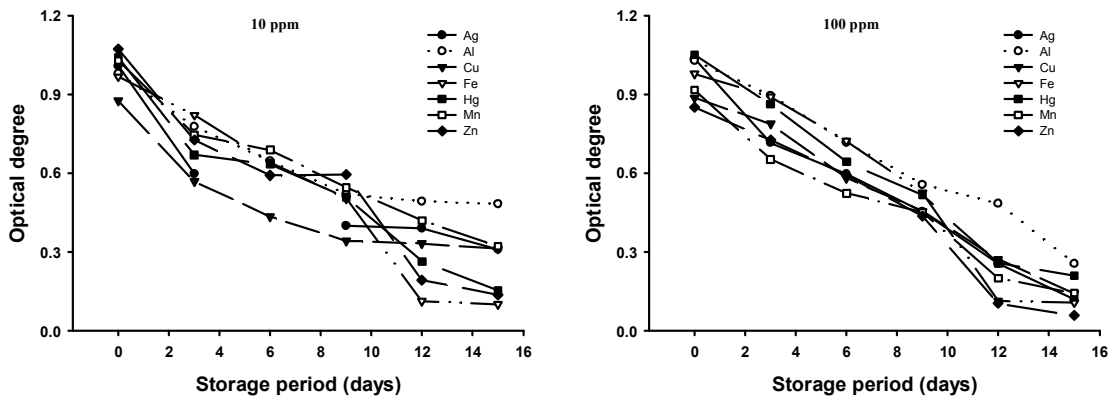 10 ppm
1.2
0.9
0.6
0.3
0.0
Optical degree
Ag
Al
Cu
Fe
Hg
Mn
Zn
0 2 4 6 8 10 12 14 16
Storage period (days)
100 ppm
1.2
0.9
0.6
0.3
0.0
Optical degree
Ag
Al
Cu
Fe
Hg
Mn
Zn
0 2 4 6 8 10 12 14 16
Storage period (days)